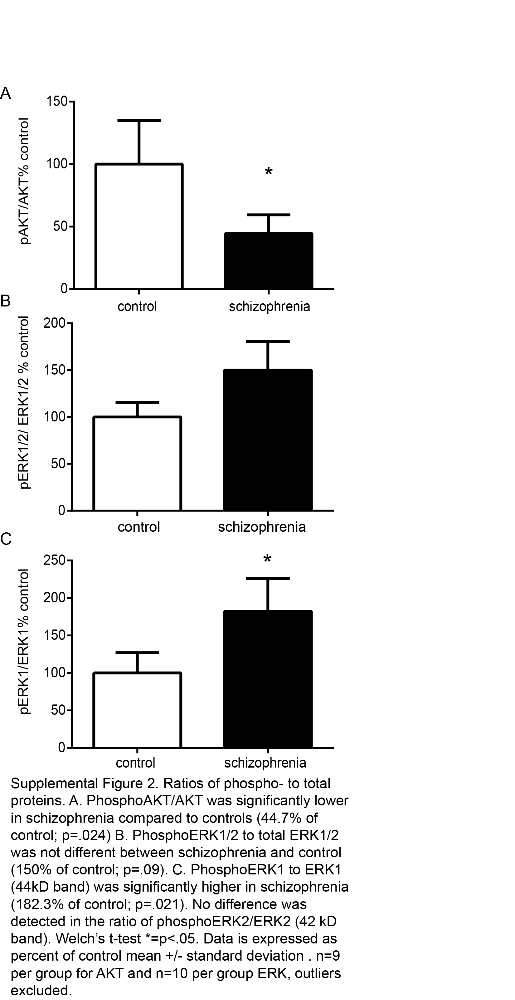 A
150
100
50
0
pAKT/AKT% control
*
control
schizophrenia
B
200
150
100
50
0
pERK1/2/ ERK1/2 % control
control
schizophrenia
C
250
200
150
100
50
0
pERK1/ERK1% control
*
control
schizophrenia
Supplemental Figure 2. Ratios of phospho- to total
proteins. A. PhosphoAKT/AKT was significantly lower
in schizophrenia compared to controls (44.7% of
control; p=.024) B. PhosphoERK1/2 to total ERK1/2
was not different between schizophrenia and control
(150% of control; p=.09). C. PhosphoERK1 to ERK1
(44kD band) was significantly higher in schizophrenia
(182.3% of control; p=.021). No difference was
detected in the ratio of phosphoERK2/ERK2 (42 kD
band). Welch’s t-test *=p<.05. Data is expressed as
percent of control mean +/- standard deviation . n=9
per group for AKT and n=10 per group ERK, outliers
excluded.